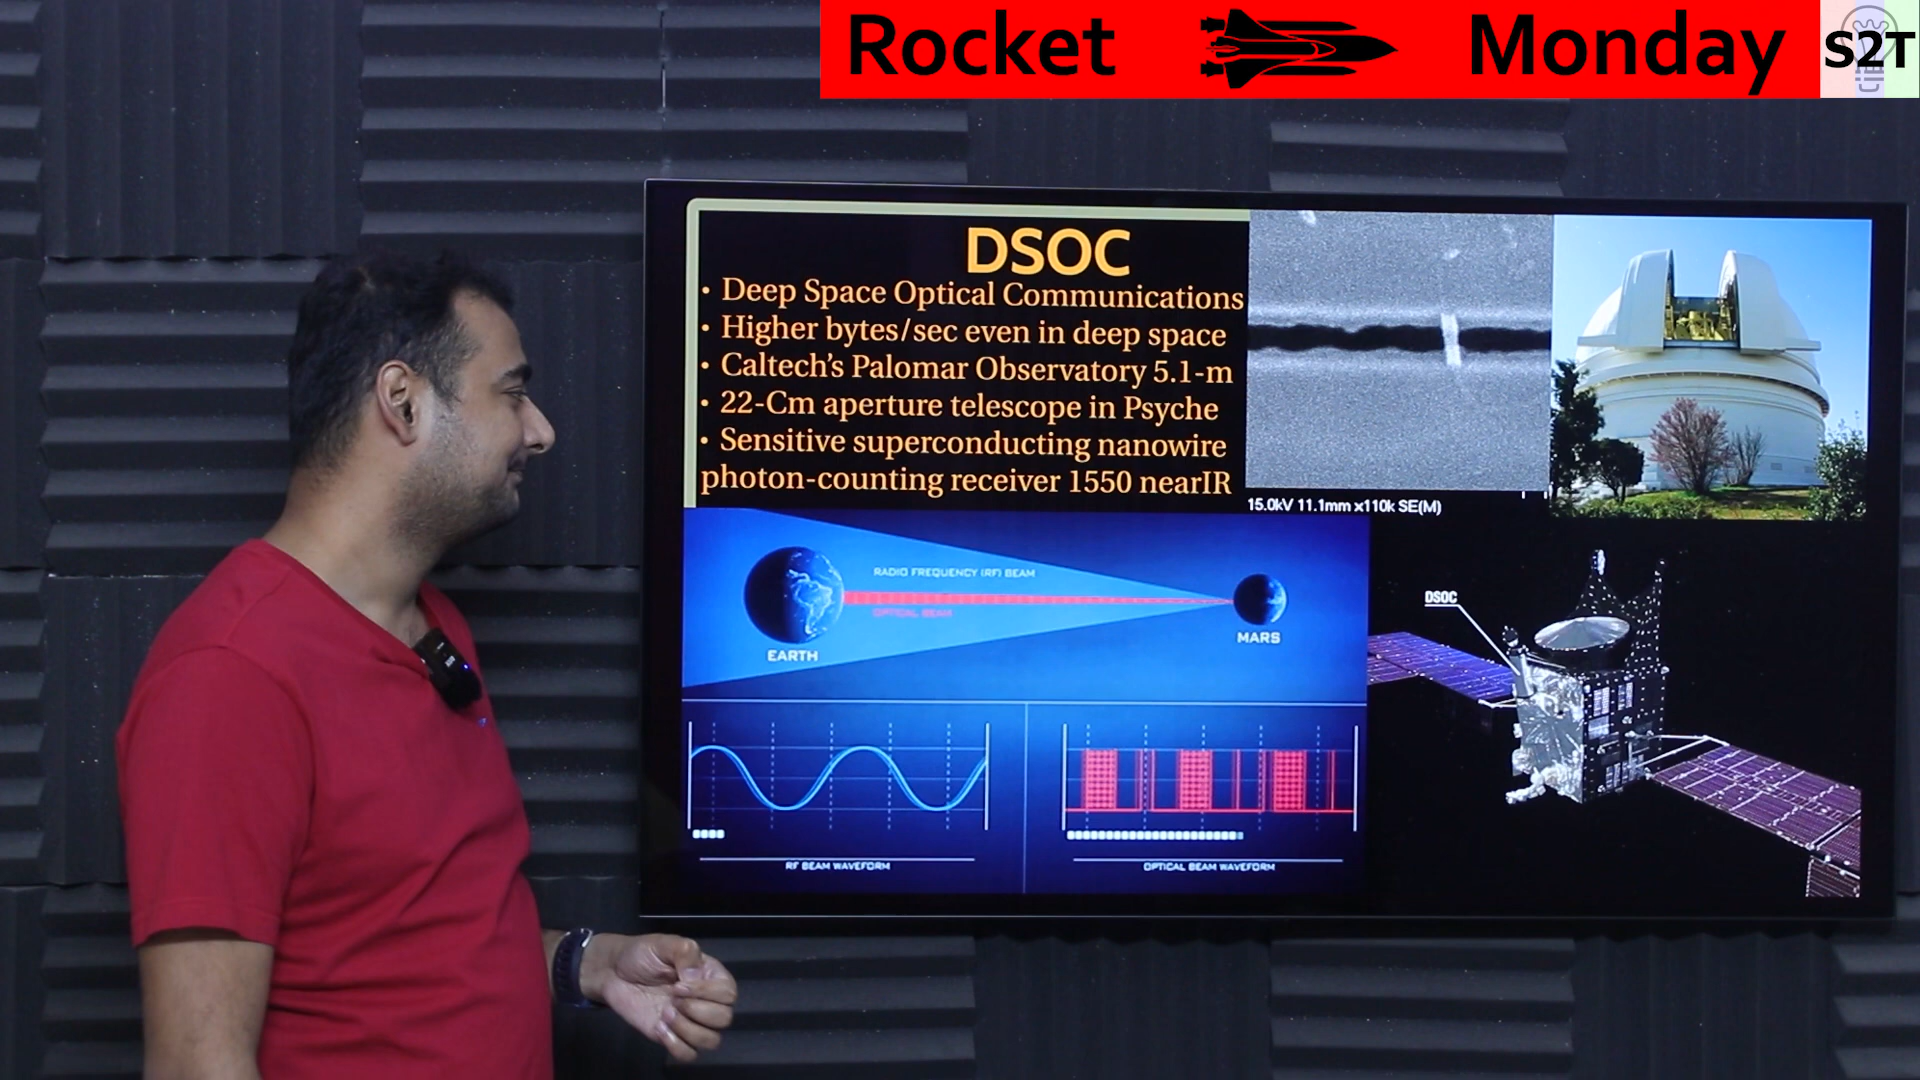 Rocket Monday
S2T
DSOC
• Deep Space Optical Communications
• Higher bytes/sec even in deep space
• Caltech's Palomar Observatory 5.1-m
• 22-Cm aperture telescope in Psyche
• Sensitive superconducting nanowire
photon-counting receiver 1550 nearIR
15.0kV 11.1mm x110k SE(M)
RADIO FREQUENCY (RF) BEAM
OPTICAL BEAM
EARTH
MARS
DSOC
RF BEAM WAVEFORM
OPTICAL BEAM WAVEFORM